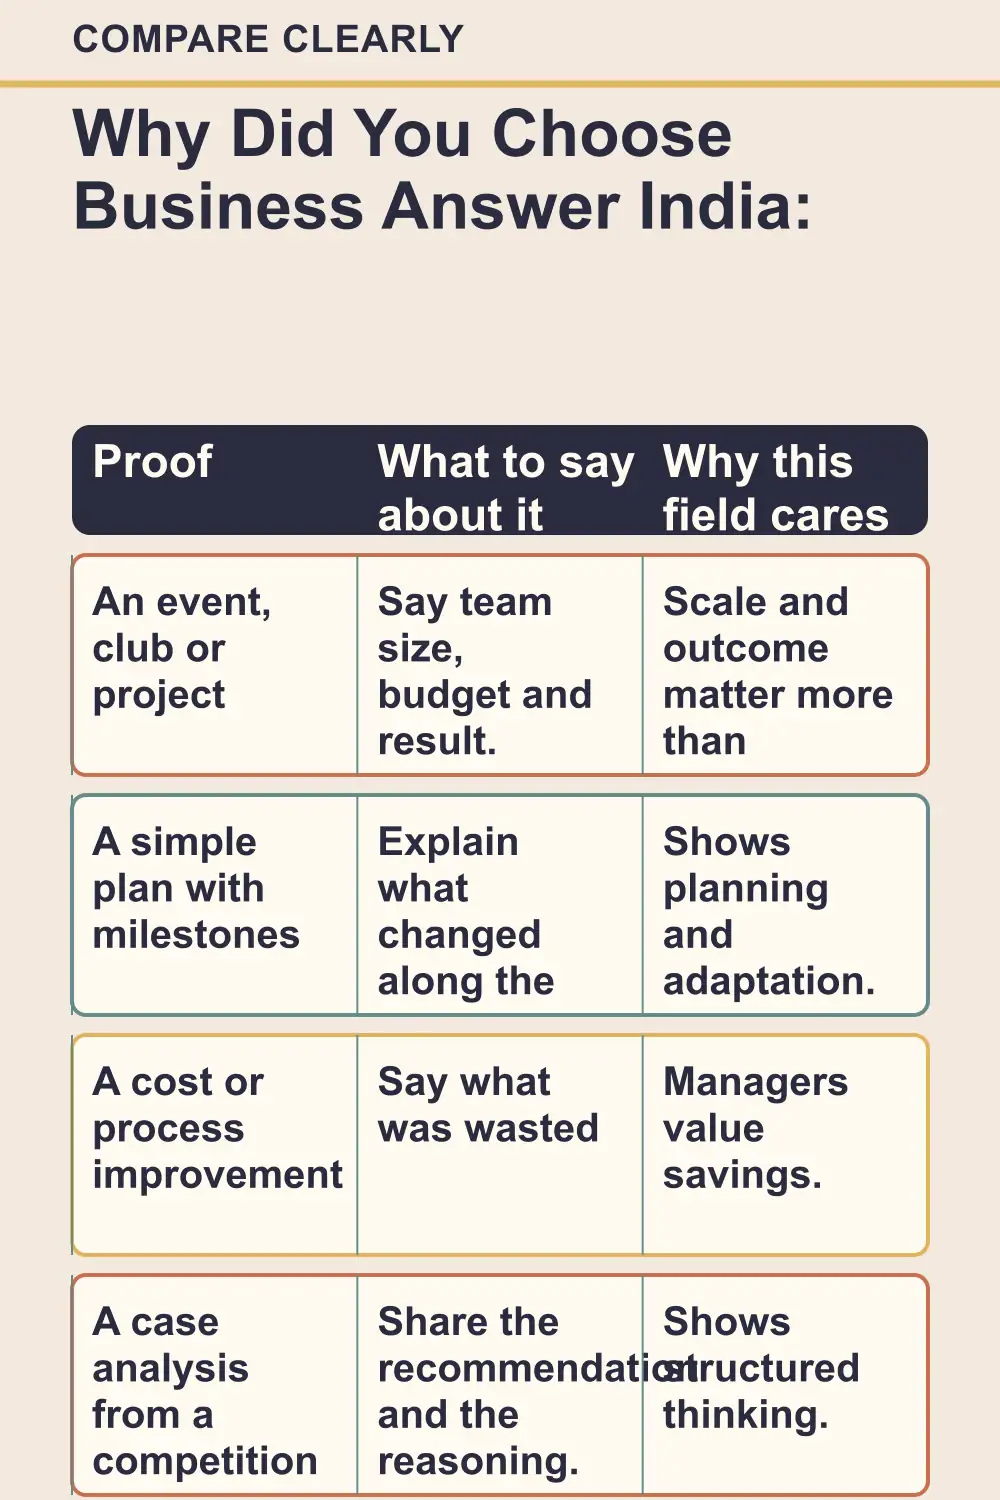 COMPARE CLEARLY
Why Did You Choose
Business Answer India:
Proof
What to say
about it
Why this
field cares
An event,
club or
project
Say team
size,
budget and
result.
Scale and
outcome
matter more
than
A simple
plan with
milestones
Explain
what
changed
along the
Shows
planning
and
adaptation.
A cost or
process
improvement
Say what
was wasted
Managers
value
savings.
A case
analysis
from a
competition
Share the
recommendation
and the
reasoning.
Shows
structured
thinking.